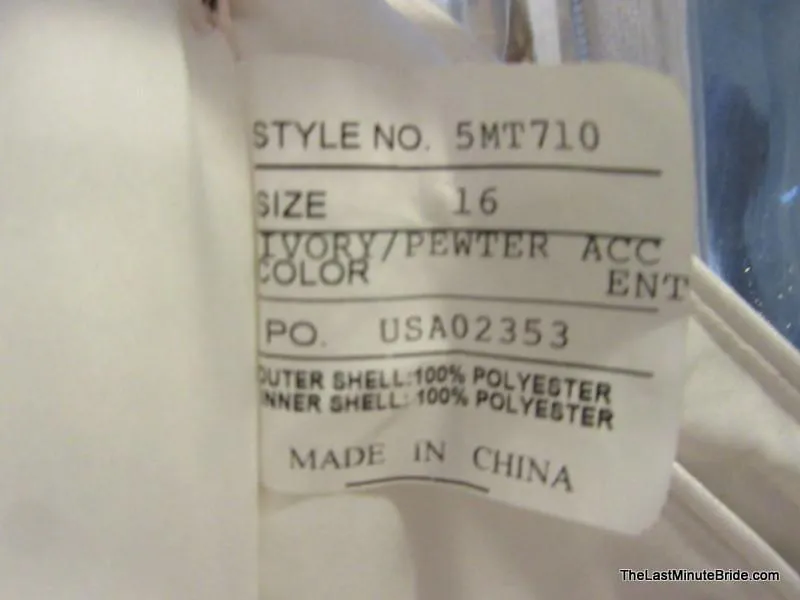 STYLE NO. 5MT710
SIZE 16
IVORY/PEWTER ACC
COLOR ENT
PO. USA02353
OUTER SHELL:100% POLYESTER
INNER SHELL: 100% POLYESTER
MADE IN CHINA
TheLastMinuteBride.com